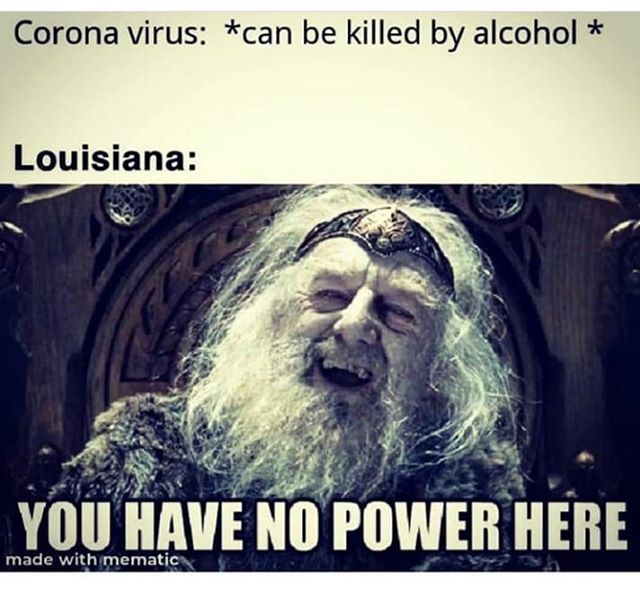 Corona virus: *can be killed by alcohol *
Louisiana:
YOU HAVE NO POWER HERE
made with mematic